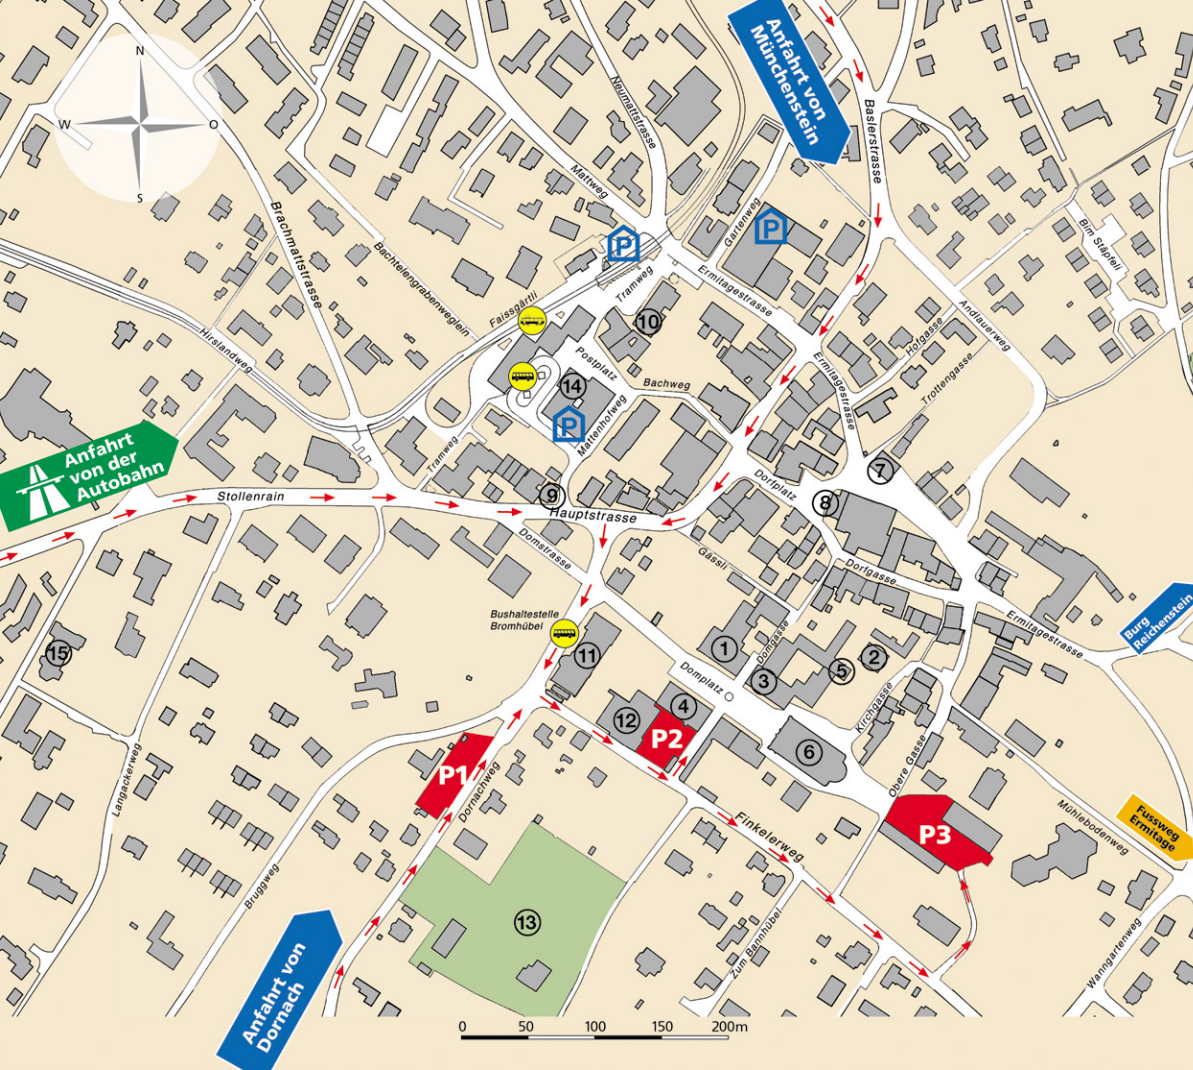 N
W
O
S
Anfahrt von
Münchenstein
Neumattstrasse
Baslerstrasse
Mattweg
Brachmattstrasse
Bachtelengrabenweglein
Gartenweg
Bim Stäpfeli
P
P
Tramweg
Ermitagestrasse
Faissgärtli
10
Andlauerweg
Hofgasse
Hirslandweg
Postplatz
Ermitagestrasse
Trottengasse
14
Bachweg
P
Mattenhofweg
Tramweg
Anfahrt
von der
Autobahn
7
Stollenrain
9
Hauptstrasse
Dorfplatz
8
Domstrasse
Gässli
Dorfgasse
Bushaltestelle
Bromhübel
Ermitagestrasse
Burg
Reichenstein
15
11
1
Domgasse
2
5
3
Domplatz
4
12
P2
Kirchgasse
6
Obere Gasse
P1
Dornachweg
Langackerweg
Finkelerweg
P3
Mühlebodenweg
Fussweg
Ermitage
Bruggweg
13
Zum Bannhübel
Wanngartenweg
Anfahrt von
Dornach
0 50 100 150 200m